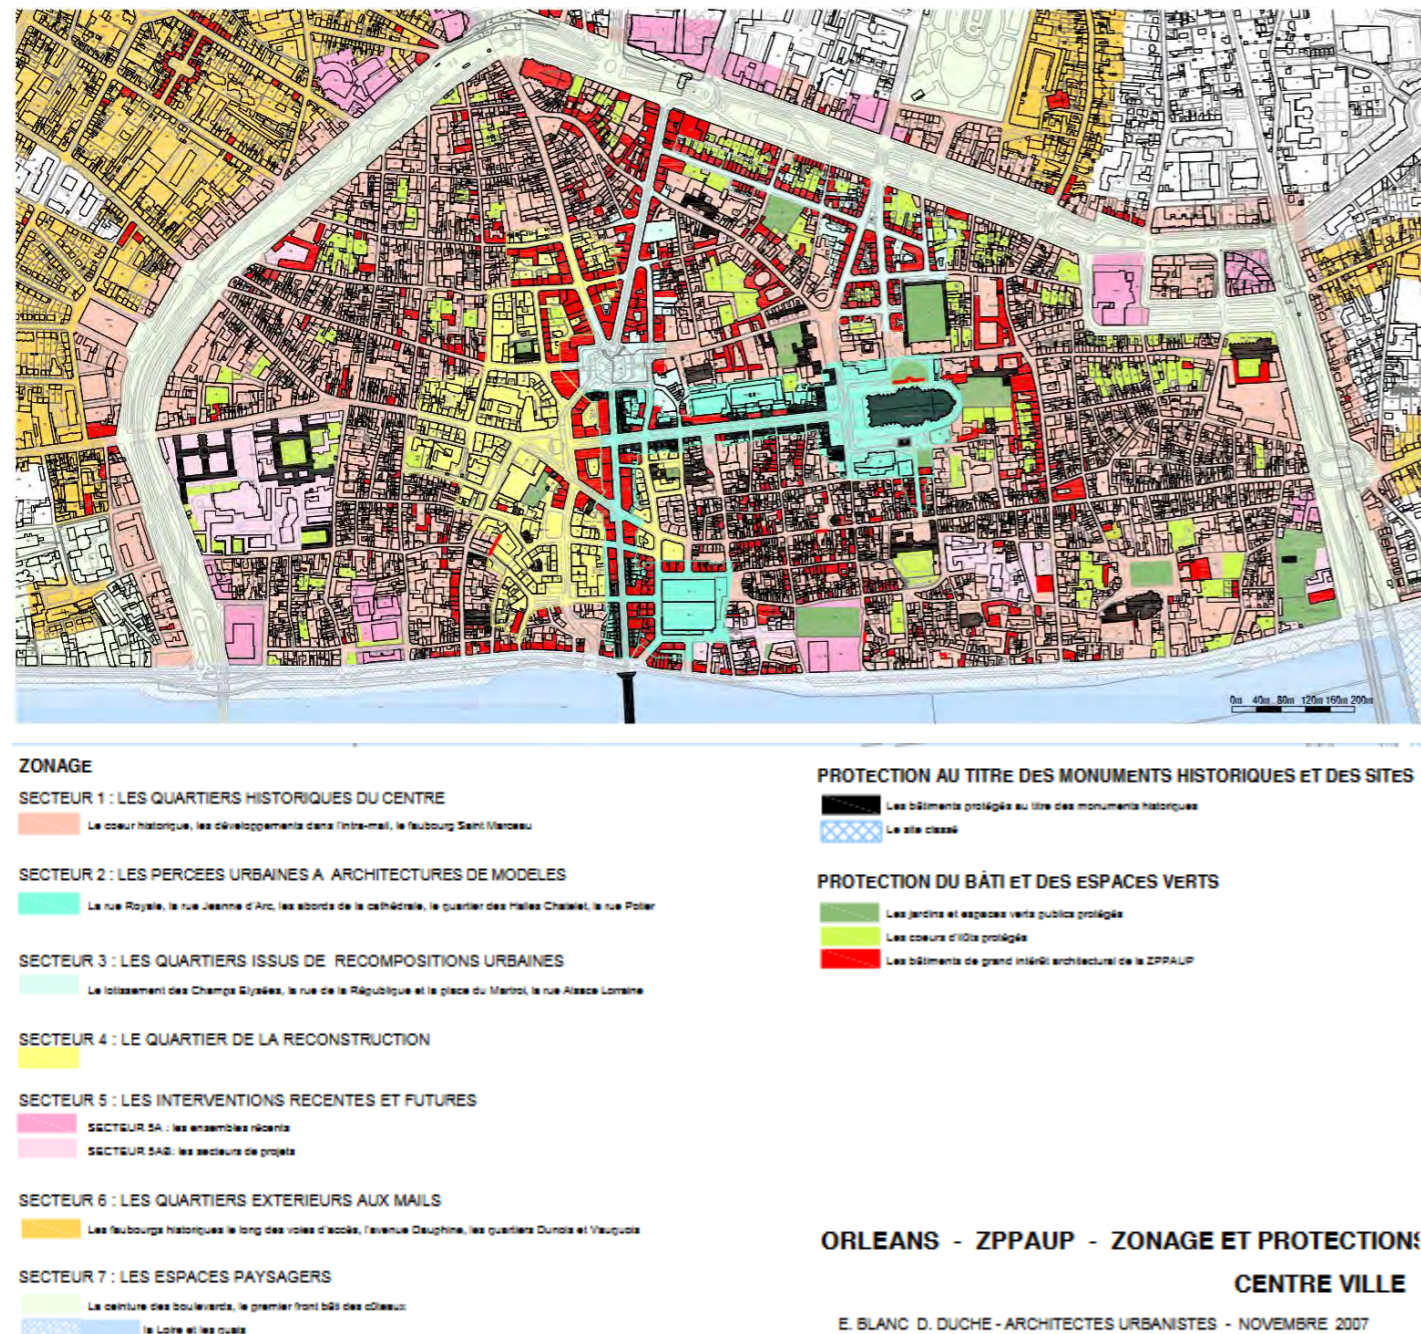 0m 40m 80m 120m 160m 200m
ZONAGE
SECTEUR 1 : LES QUARTIERS HISTORIQUES DU CENTRE
Le coeur historique, les développements dans l'intra-mail, le faubourg Saint Marceau
SECTEUR 2 : LES PERCEES URBAINES A ARCHITECTURES DE MODELES
La rue Royale, la rue Jeanne d'Arc, les abords de la cathédrale, le quartier des Halles Chatelet, la rue Potier
SECTEUR 3 : LES QUARTIERS ISSUS DE RECOMPOSITIONS URBAINES
Le lotissement des Champs Elysées, la rue de la République et la place du Martroi, la rue Alsace Lorraine
SECTEUR 4 : LE QUARTIER DE LA RECONSTRUCTION
SECTEUR 5 : LES INTERVENTIONS RECENTES ET FUTURES
SECTEUR 5A : les ensembles récents
SECTEUR 5AB: les secteurs de projets
SECTEUR 6 : LES QUARTIERS EXTERIEURS AUX MAILS
Les faubourgs historiques le long des voies d'accès, l'avenue Dauphine, les quartiers Dunois et Vauquois
SECTEUR 7 : LES ESPACES PAYSAGERS
La ceinture des boulevards, le premier front bâti des côteaux
la Loire et les quais
PROTECTION AU TITRE DES MONUMENTS HISTORIQUES ET DES SITES
Les bâtiments protégés au titre des monuments historiques
Le site classé
PROTECTION DU BÂTI ET DES ESPACES VERTS
Les jardins et espaces verts publics protégés
Les coeurs d'îlots protégés
Les bâtiments de grand intérêt architectural de la ZPPAUP
ORLEANS - ZPPAUP - ZONAGE ET PROTECTIONS
CENTRE VILLE
E. BLANC D. DUCHE - ARCHITECTES URBANISTES - NOVEMBRE 2007